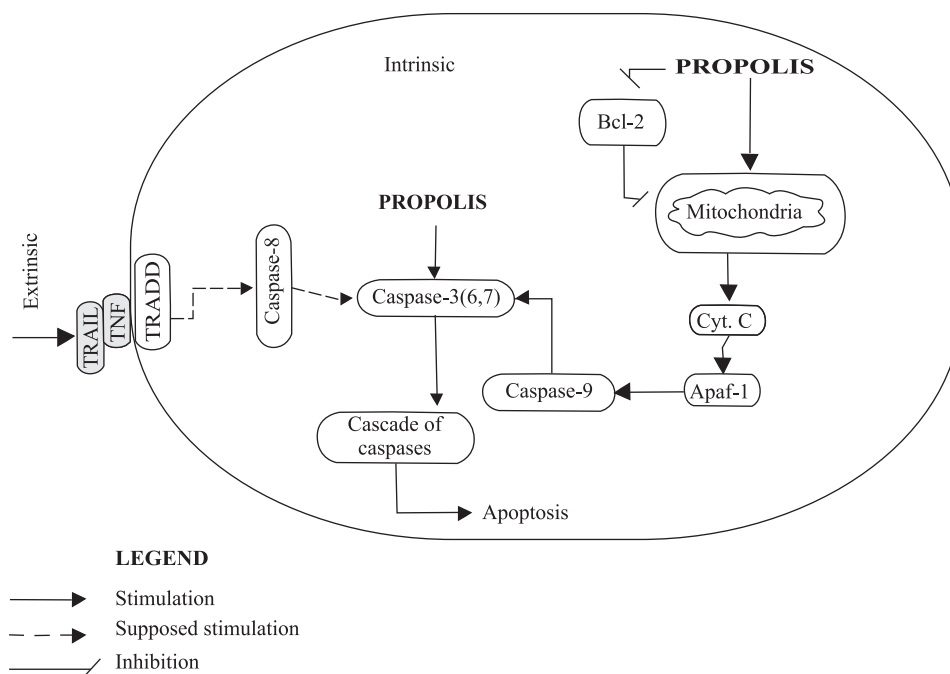 Intrinsic
PROPOLIS
Bcl-2
Mitochondria
PROPOLIS
Extrinsic
TRAIL
TNF
TRADD
Caspase-8
Caspase-3(6,7)
Cyt. C
Caspase-9
Apaf-1
Cascade of
caspases
Apoptosis
LEGEND
Stimulation
Supposed stimulation
Inhibition